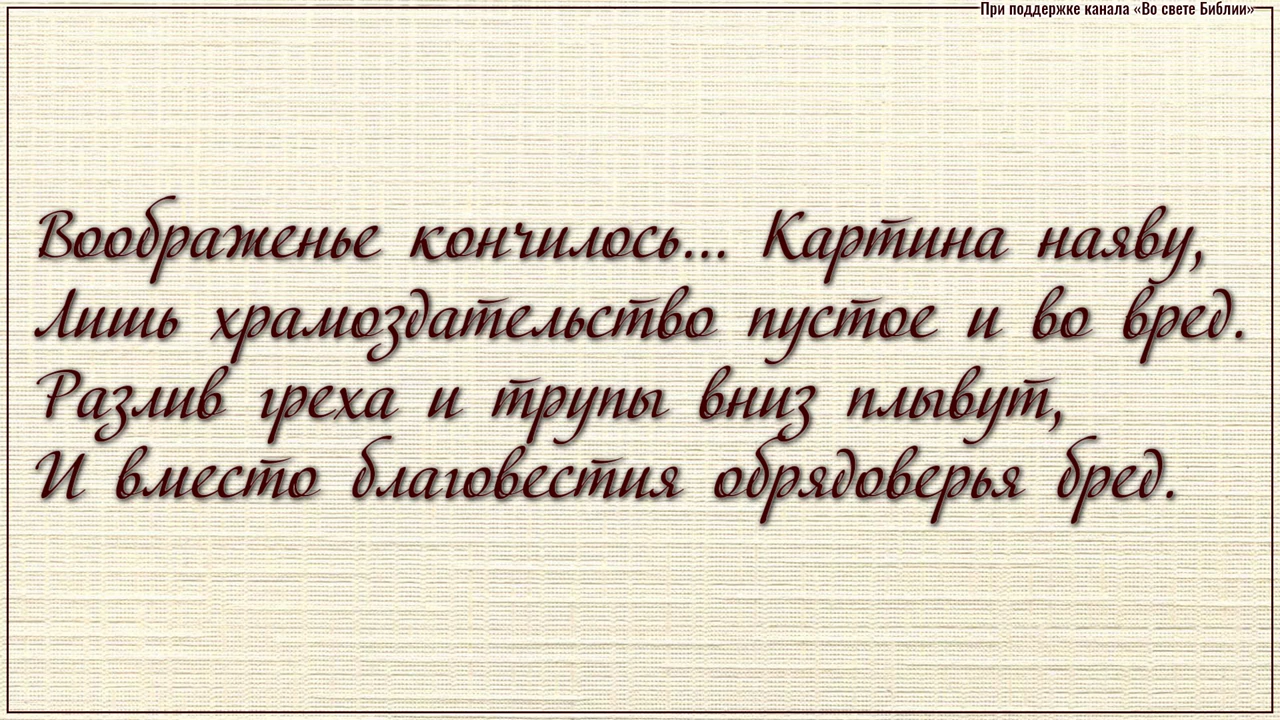 При поддержке канала «Во свете Библии»
Воображенье кончилось... Картина наяву,
Лишь храмоздательство пустое и во вред.
Разлив греха и трупы вниз плывут,
И вместо благовестия обрядоверья бред.